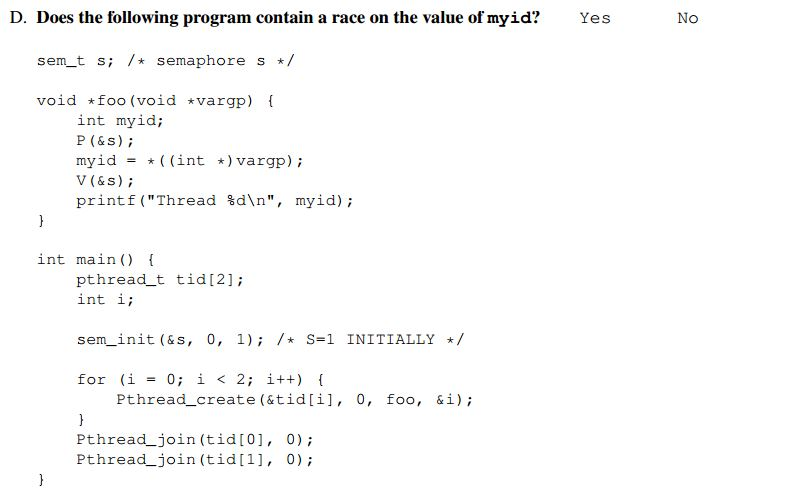 D. Does the following program contain a race on the value of myid? Yes No
sem_t s; /* semaphore s */
void *foo(void *vargp) {
int myid;
P(&s);
myid = *((int *)vargp);
V(&s);
printf("Thread %d\n", myid);
}
int main() {
pthread_t tid[2];
int i;
sem_init(&s, 0, 1); /* S=1 INITIALLY */
for (i = 0; i < 2; i++) {
Pthread_create(&tid[i], 0, foo, &i);
}
Pthread_join(tid[0], 0);
Pthread_join(tid[1], 0);
}